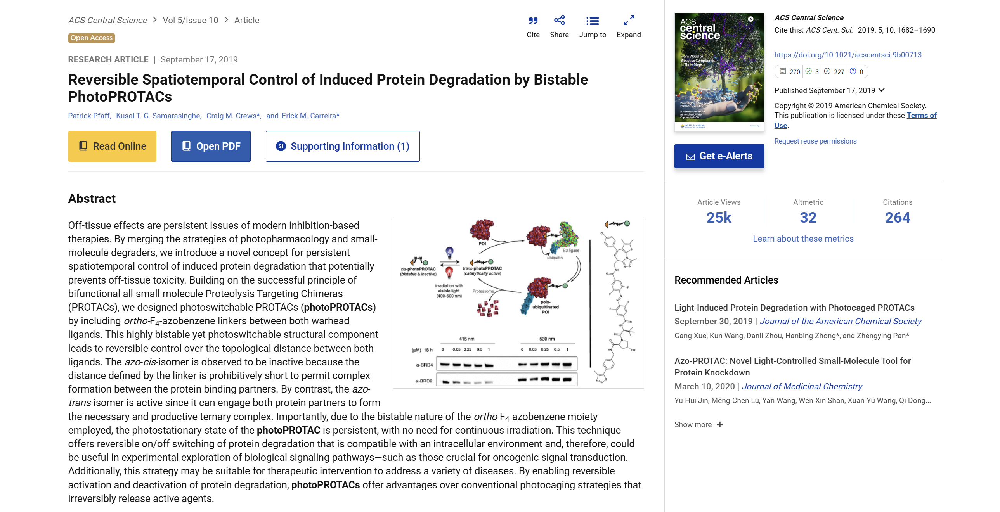 ACS Central Science > Vol 5/Issue 10 > Article
Open Access
Cite
Share
Jump to
Expand
RESEARCH ARTICLE | September 17, 2019
Reversible Spatiotemporal Control of Induced Protein Degradation by Bistable
PhotoPROTACs
Patrick Pfaff, Kusal T. G. Samarasinghe, Craig M. Crews*, and Erick M. Carreira*
Read Online
Open PDF
SI Supporting Information (1)
Abstract
Off-tissue effects are persistent issues of modern inhibition-based
therapies. By merging the strategies of photopharmacology and small-
molecule degraders, we introduce a novel concept for persistent
spatiotemporal control of induced protein degradation that potentially
prevents off-tissue toxicity. Building on the successful principle of
bifunctional all-small-molecule Proteolysis Targeting Chimeras
(PROTACs), we designed photoswitchable PROTACs (photoPROTACs)
by including ortho-F4-azobenzene linkers between both warhead
ligands. This highly bistable yet photoswitchable structural component
leads to reversible control over the topological distance between both
ligands. The azo-cis-isomer is observed to be inactive because the
distance defined by the linker is prohibitively short to permit complex
formation between the protein binding partners. By contrast, the azo-
trans-isomer is active since it can engage both protein partners to form
the necessary and productive ternary complex. Importantly, due to the bistable nature of the ortho-F4-azobenzene moiety
employed, the photostationary state of the photoPROTAC is persistent, with no need for continuous irradiation. This technique
offers reversible on/off switching of protein degradation that is compatible with an intracellular environment and, therefore, could
be useful in experimental exploration of biological signaling pathways—such as those crucial for oncogenic signal transduction.
Additionally, this strategy may be suitable for therapeutic intervention to address a variety of diseases. By enabling reversible
activation and deactivation of protein degradation, photoPROTACs offer advantages over conventional photocaging strategies that
irreversibly release active agents.
POI
E3 ligase
ubiquitin
N=N
cis-photoPROTAC
(bistable & inactive)
trans-photoPROTAC
(catalytically active)
irradiation with
visible light
(400-600 nm)
Proteasome
poly-
ubiquitinated
POI
415 nm
530 nm
(μM) 18 h 0 0.05 0.25 0.5 1 0 0.05 0.25 0.5 1
α-BRD4
α-BRD2
ACS
central
science
From Wood to
Bioactive Compounds
in Three Steps
A New Benchmark for
Atmospheric Water
Capture by MOFs
ACS Publications
Get e-Alerts
ACS Central Science
Cite this: ACS Cent. Sci. 2019, 5, 10, 1682–1690
https://doi.org/10.1021/acscentsci.9b00713
270 3 227 0
Published September 17, 2019
Copyright © 2019 American Chemical Society.
This publication is licensed under these Terms of
Use.
Request reuse permissions
Article Views
25k
Altmetric
32
Citations
264
Learn about these metrics
Recommended Articles
Light-Induced Protein Degradation with Photocaged PROTACs
September 30, 2019 | Journal of the American Chemical Society
Gang Xue, Kun Wang, Danli Zhou, Hanbing Zhong*, and Zhengying Pan*
Azo-PROTAC: Novel Light-Controlled Small-Molecule Tool for
Protein Knockdown
March 10, 2020 | Journal of Medicinal Chemistry
Yu-Hui Jin, Meng-Chen Lu, Yan Wang, Wen-Xin Shan, Xuan-Yu Wang, Qi-Dong...
Show more +